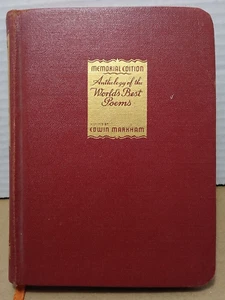 MEMORIAL EDITION
Anthology of the
World's Best
Poems
EDWIN MARKHAM